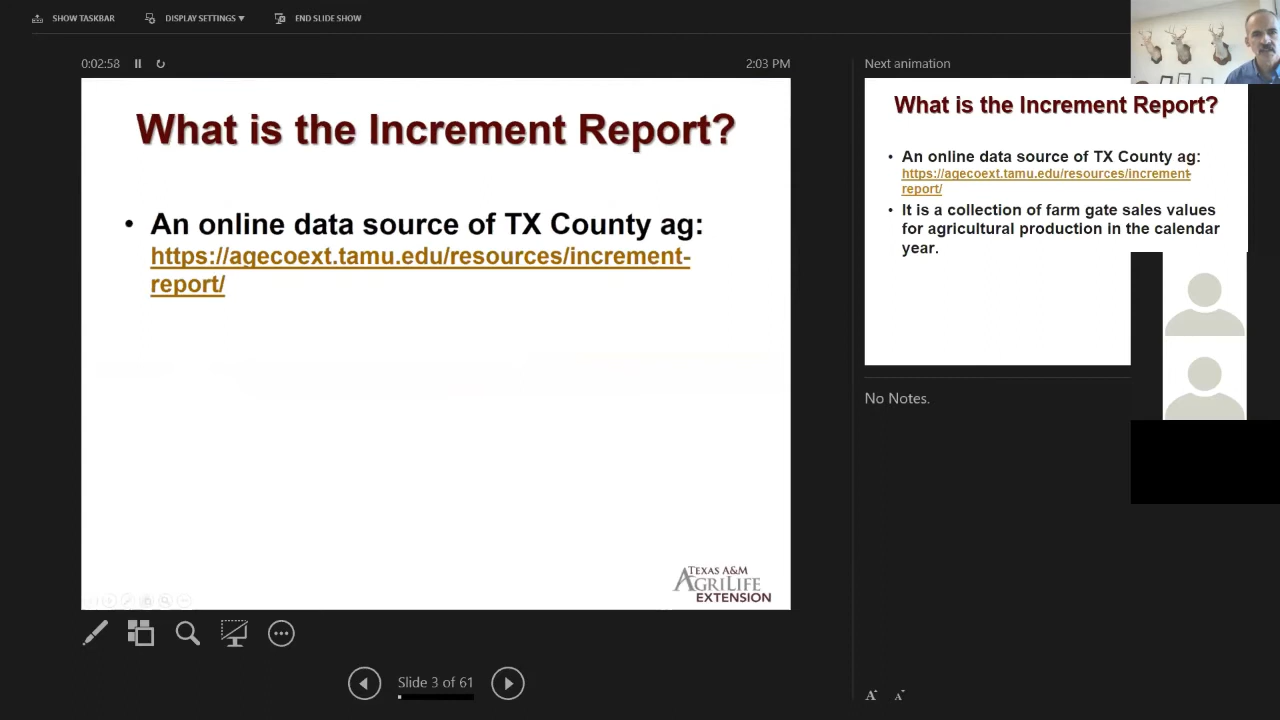 SHOW TASKBAR
DISPLAY SETTINGS ▼
END SLIDE SHOW
0:02:58
2:03 PM
What is the Increment Report?
• An online data source of TX County ag:
https://agecoext.tamu.edu/resources/increment-
report/
TEXAS A&M
AGRILIFE
EXTENSION
Slide 3 of 61
Next animation
What is the Increment Report?
• An online data source of TX County ag:
https://agecoext.tamu.edu/resources/increment-
report/
• It is a collection of farm gate sales values
for agricultural production in the calendar
year.
No Notes.
A
A